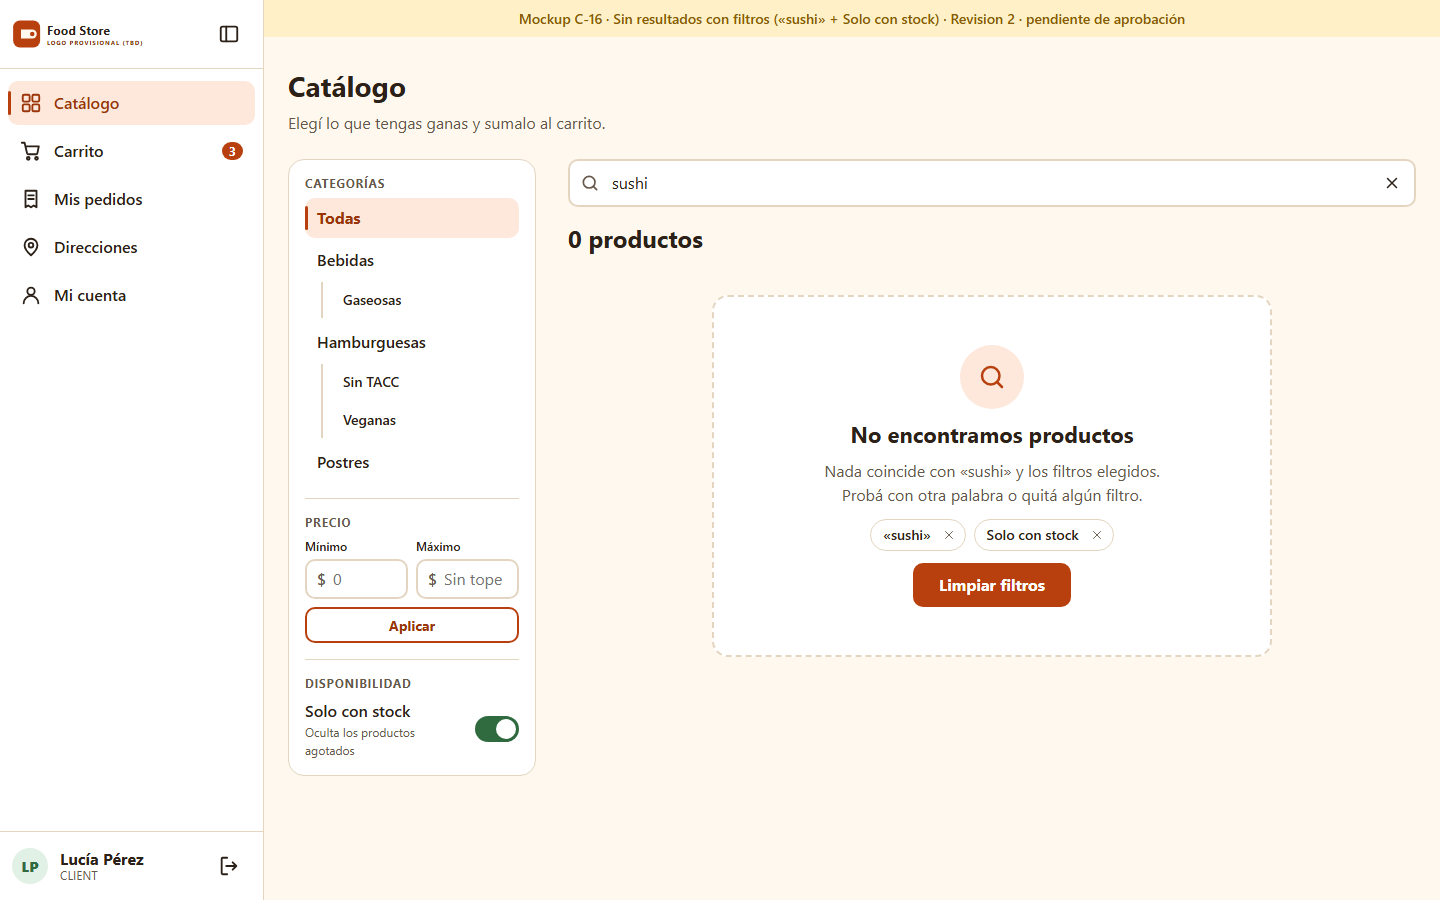 Food Store
LOGO PROVISIONAL (TBD)
Catálogo
Carrito
3
Mis pedidos
Direcciones
Mi cuenta
LP
Lucía Pérez
CLIENT
Mockup C-16 · Sin resultados con filtros («sushi» + Solo con stock) · Revision 2 · pendiente de aprobación
Catálogo
Elegí lo que tengas ganas y sumalo al carrito.
CATEGORÍAS
Todas
Bebidas
Gaseosas
Hamburguesas
Sin TACC
Veganas
Postres
PRECIO
Mínimo
Máximo
$ 0
$ Sin tope
Aplicar
DISPONIBILIDAD
Solo con stock
Oculta los productos
agotados
sushi
0 productos
No encontramos productos
Nada coincide con «sushi» y los filtros elegidos.
Probá con otra palabra o quitá algún filtro.
«sushi»
Solo con stock
Limpiar filtros